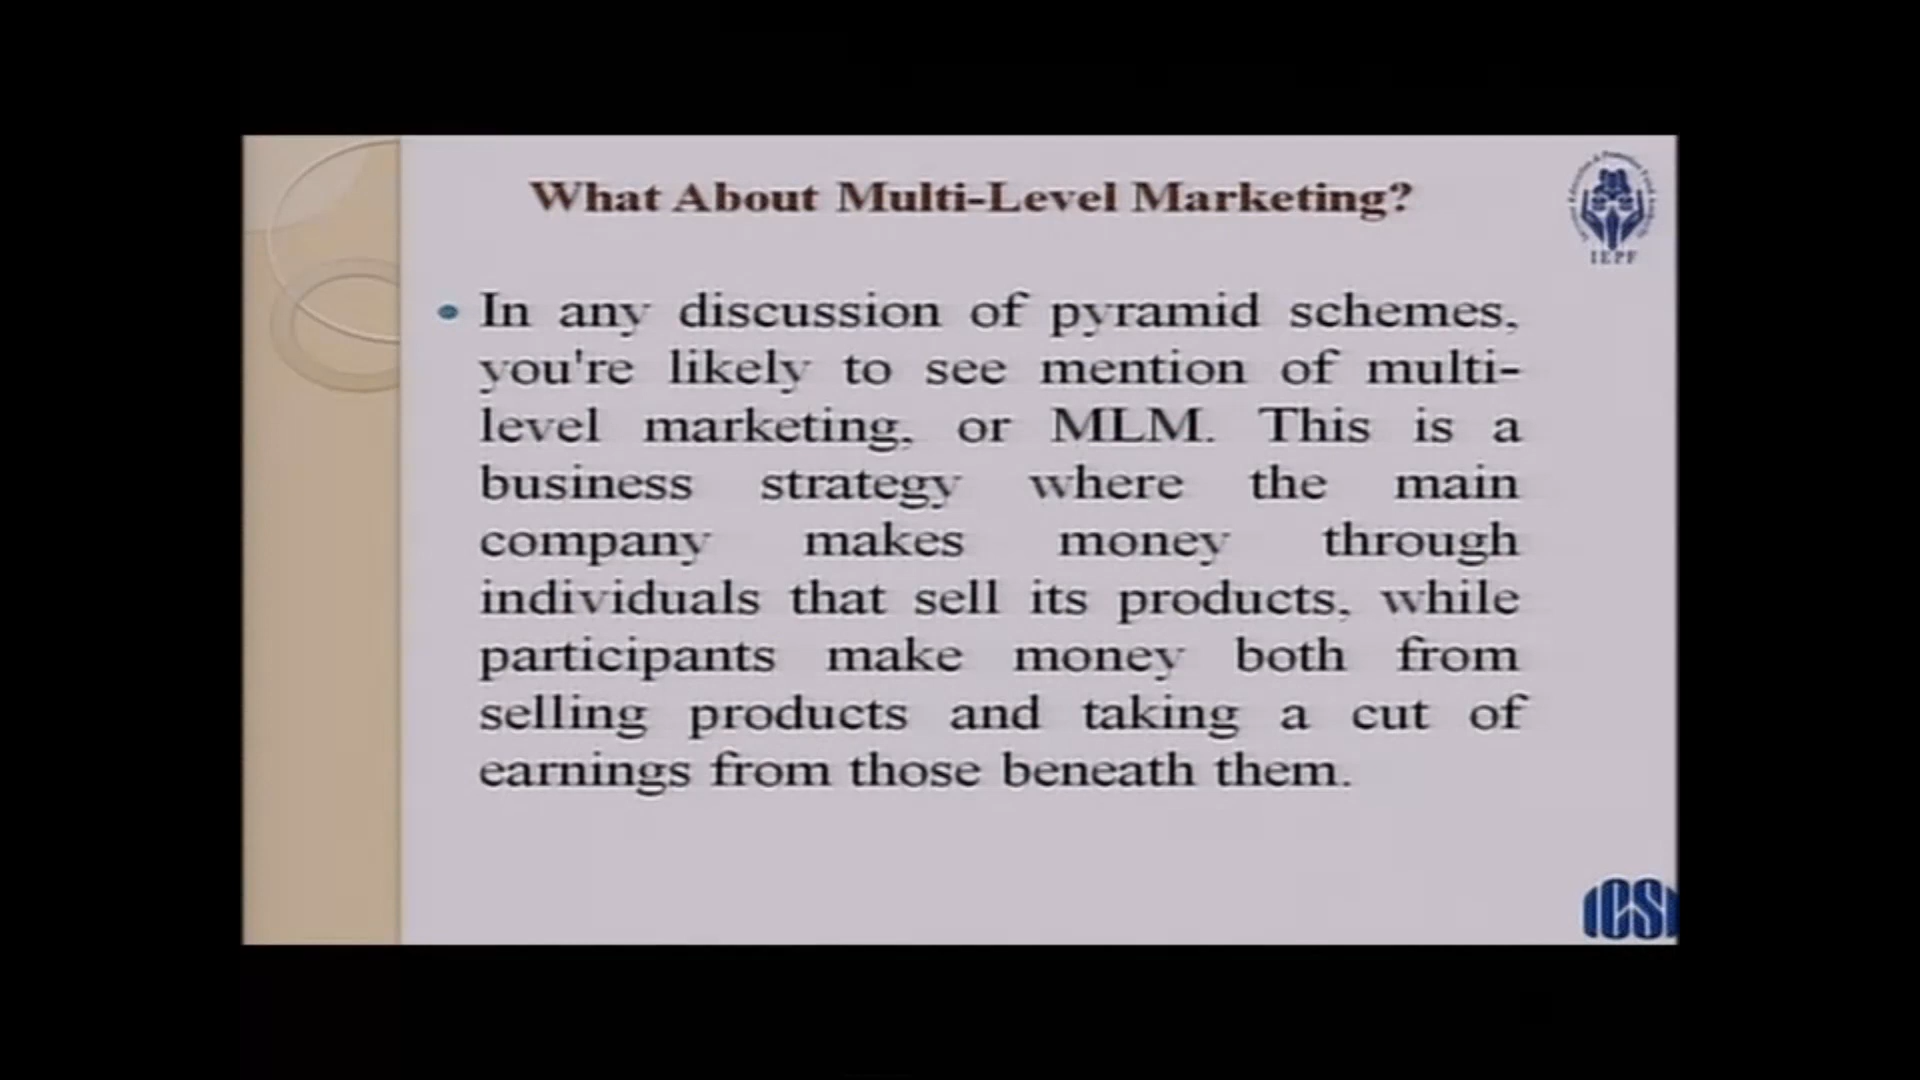 What About Multi-Level Marketing?
IEPF
In any discussion of pyramid schemes,
you're likely to see mention of multi-
level marketing, or MLM. This is a
business strategy where the main
company makes money through
individuals that sell its products, while
participants make money both from
selling products and taking a cut of
earnings from those beneath them.
ICSI